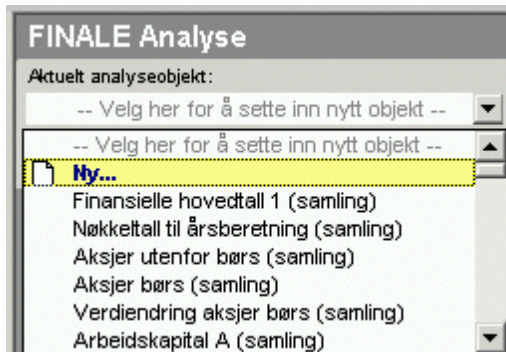 FINALE Analyse
Aktuelt analyseobjekt:
-- Velg her for å sette inn nytt objekt --
-- Velg her for å sette inn nytt objekt --
Ny...
Finansielle hovedtall 1 (samling)
Nøkkeltall til årsberetning (samling)
Aksjer utenfor børs (samling)
Aksjer børs (samling)
Verdiendring aksjer børs (samling)
Arbeidskapital A (samling)